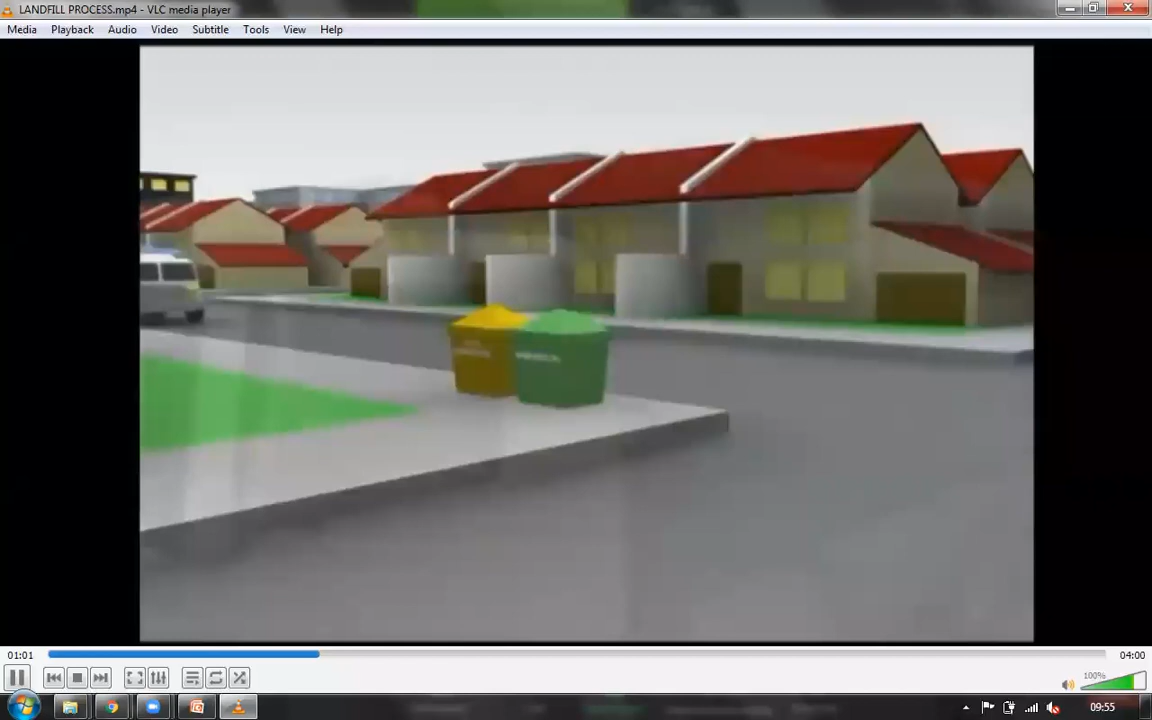 LANDFILL PROCESS.mp4 - VLC media player
Media Playback Audio Video Subtitle Tools View Help
01:01
04:00
100%
09:55